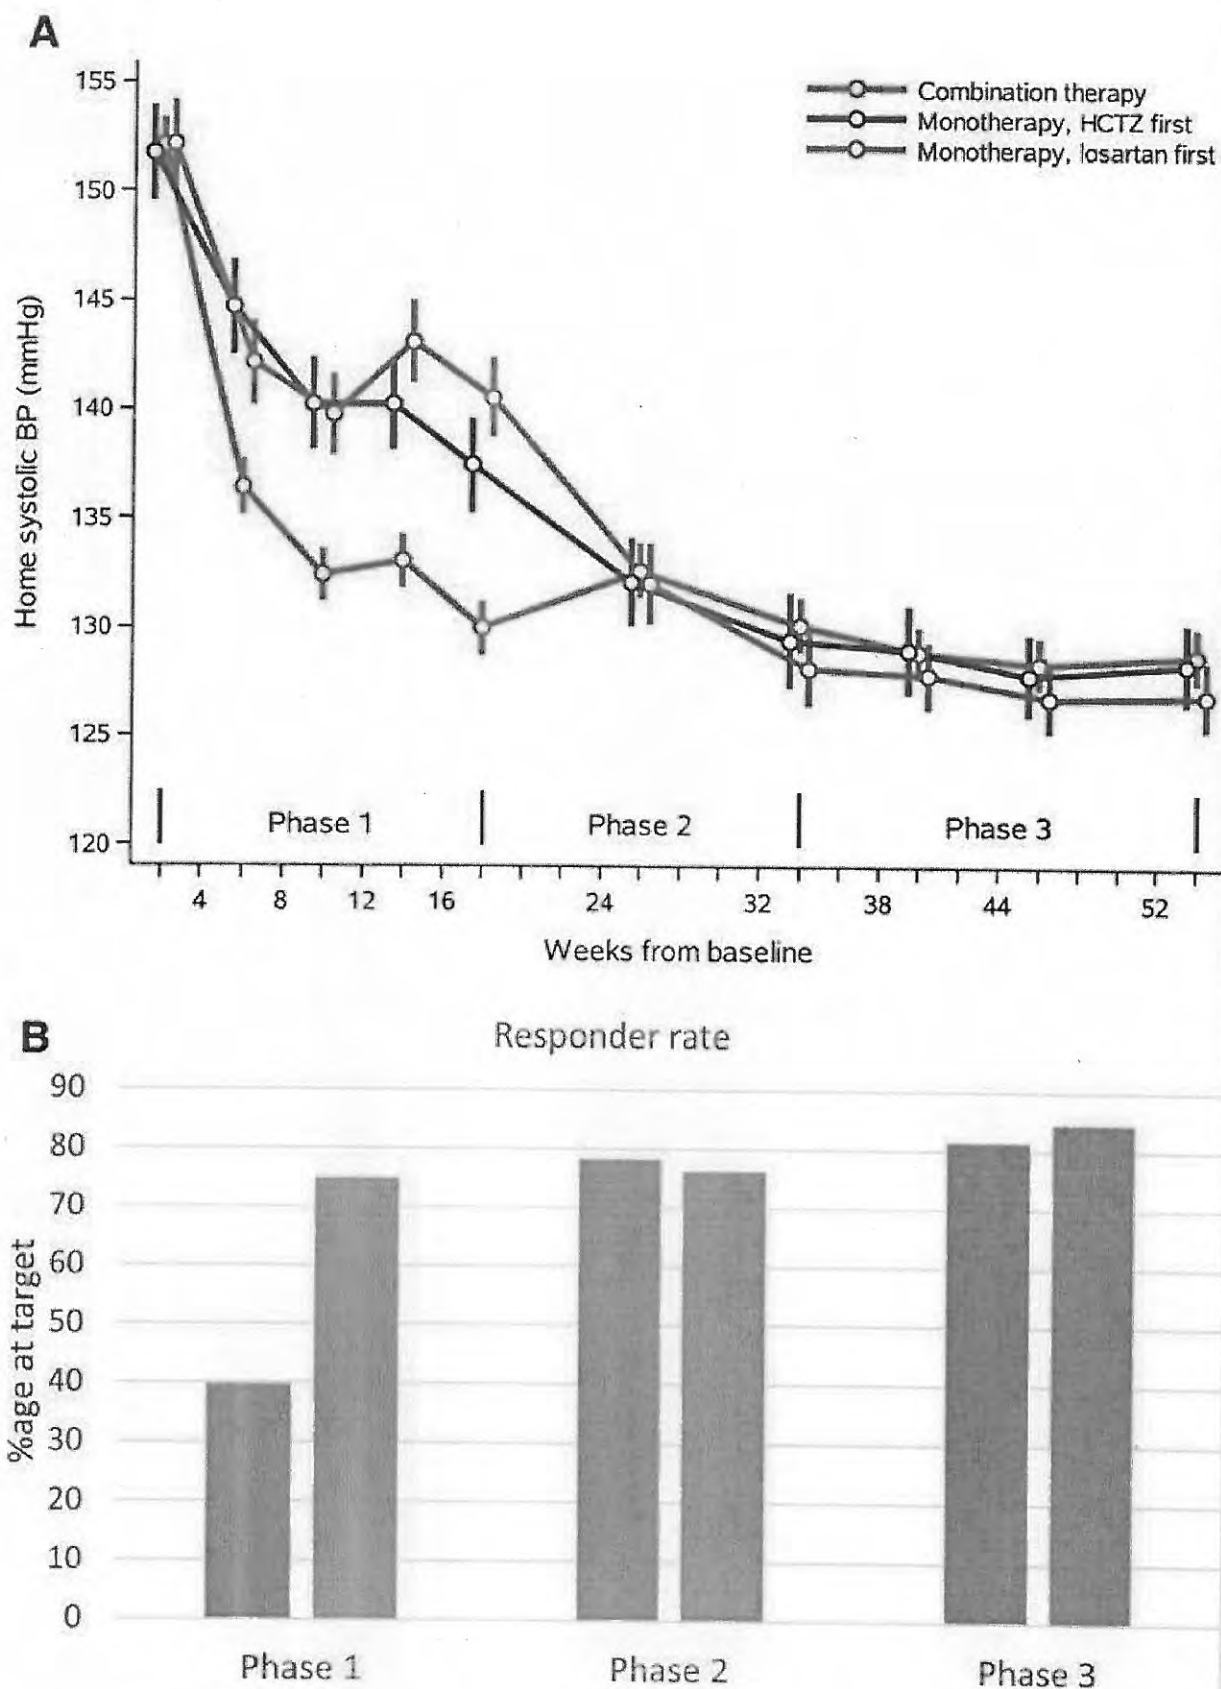 A
155
150
145
140
135
130
125
120
Home systolic BP (mmHg)
Combination therapy
Monotherapy, HCTZ first
Monotherapy, losartan first
Phase 1
Phase 2
Phase 3
4 8 12 16 24 32 38 44 52
Weeks from baseline
B
Responder rate
90
80
70
60
50
40
30
20
10
0
%age at target
Phase 1
Phase 2
Phase 3